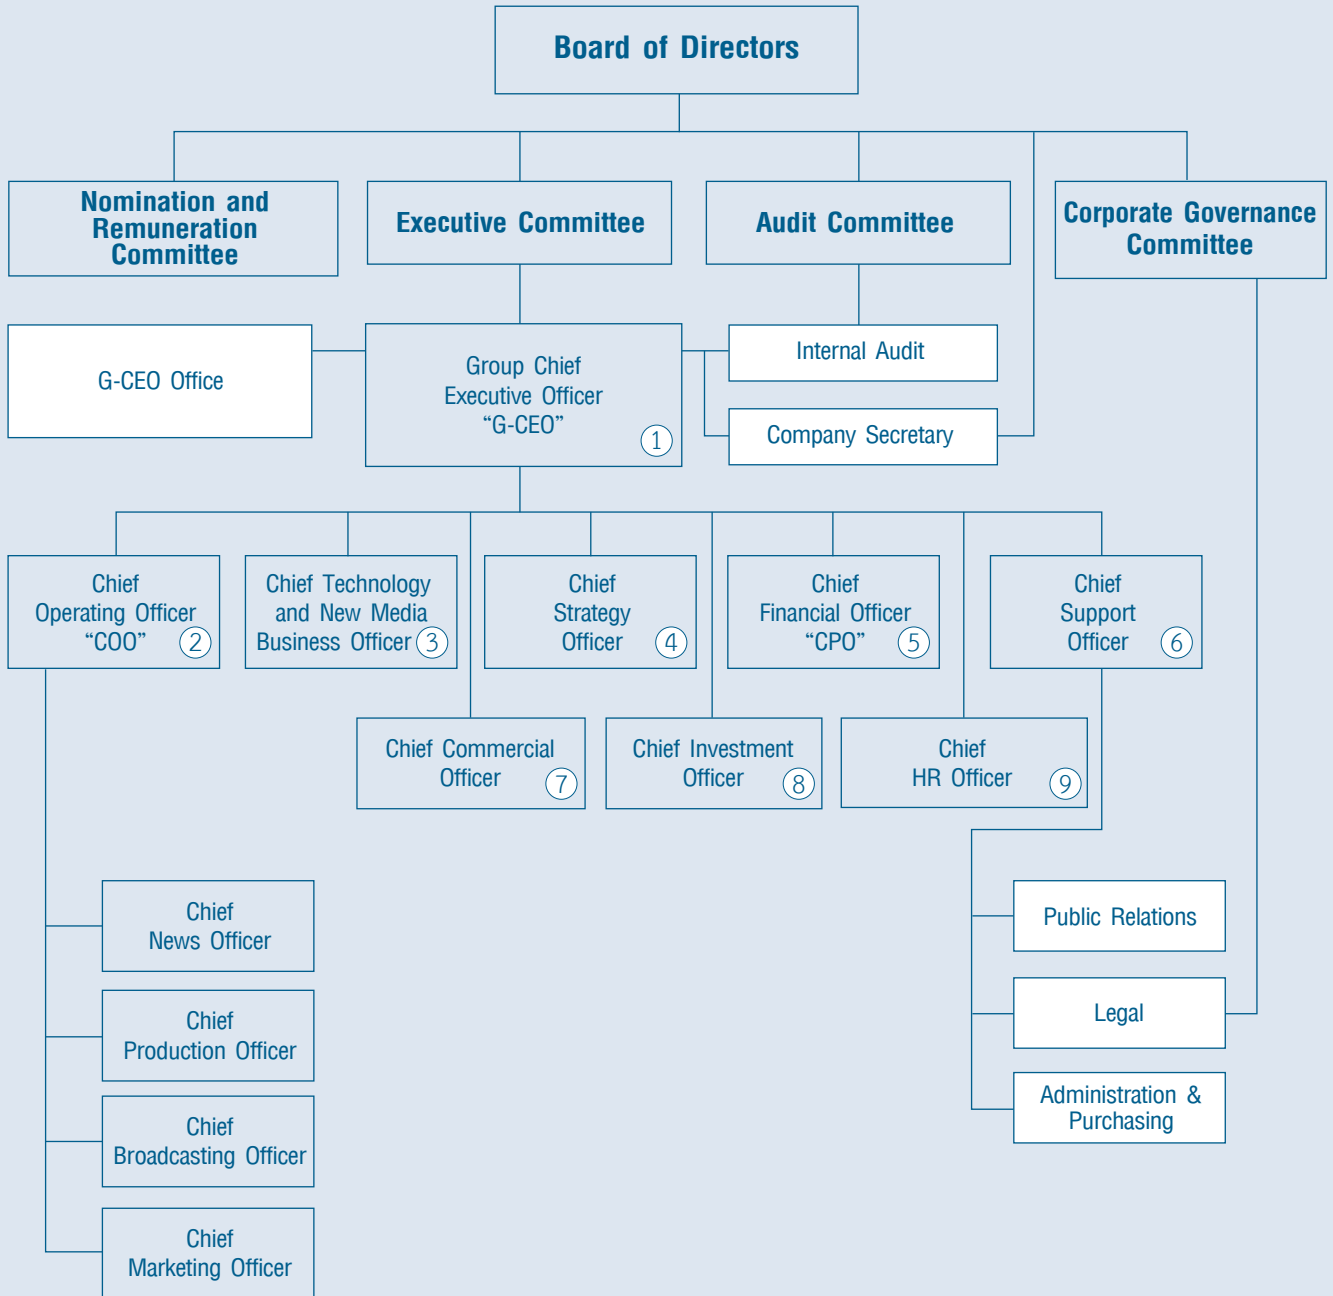 Board of Directors
Nomination and
Remuneration
Committee
Executive Committee
Audit Committee
Corporate Governance
Committee
G-CEO Office
Group Chief
Executive Officer
“G-CEO”
1
Internal Audit
Company Secretary
Chief
Operating Officer
“COO”
2
Chief Technology
and New Media
Business Officer
3
Chief
Strategy
Officer
4
Chief
Financial Officer
“CPO”
5
Chief
Support
Officer
6
Chief Commercial
Officer
7
Chief Investment
Officer
8
Chief
HR Officer
9
Chief
News Officer
Chief
Production Officer
Chief
Broadcasting Officer
Chief
Marketing Officer
Public Relations
Legal
Administration &
Purchasing